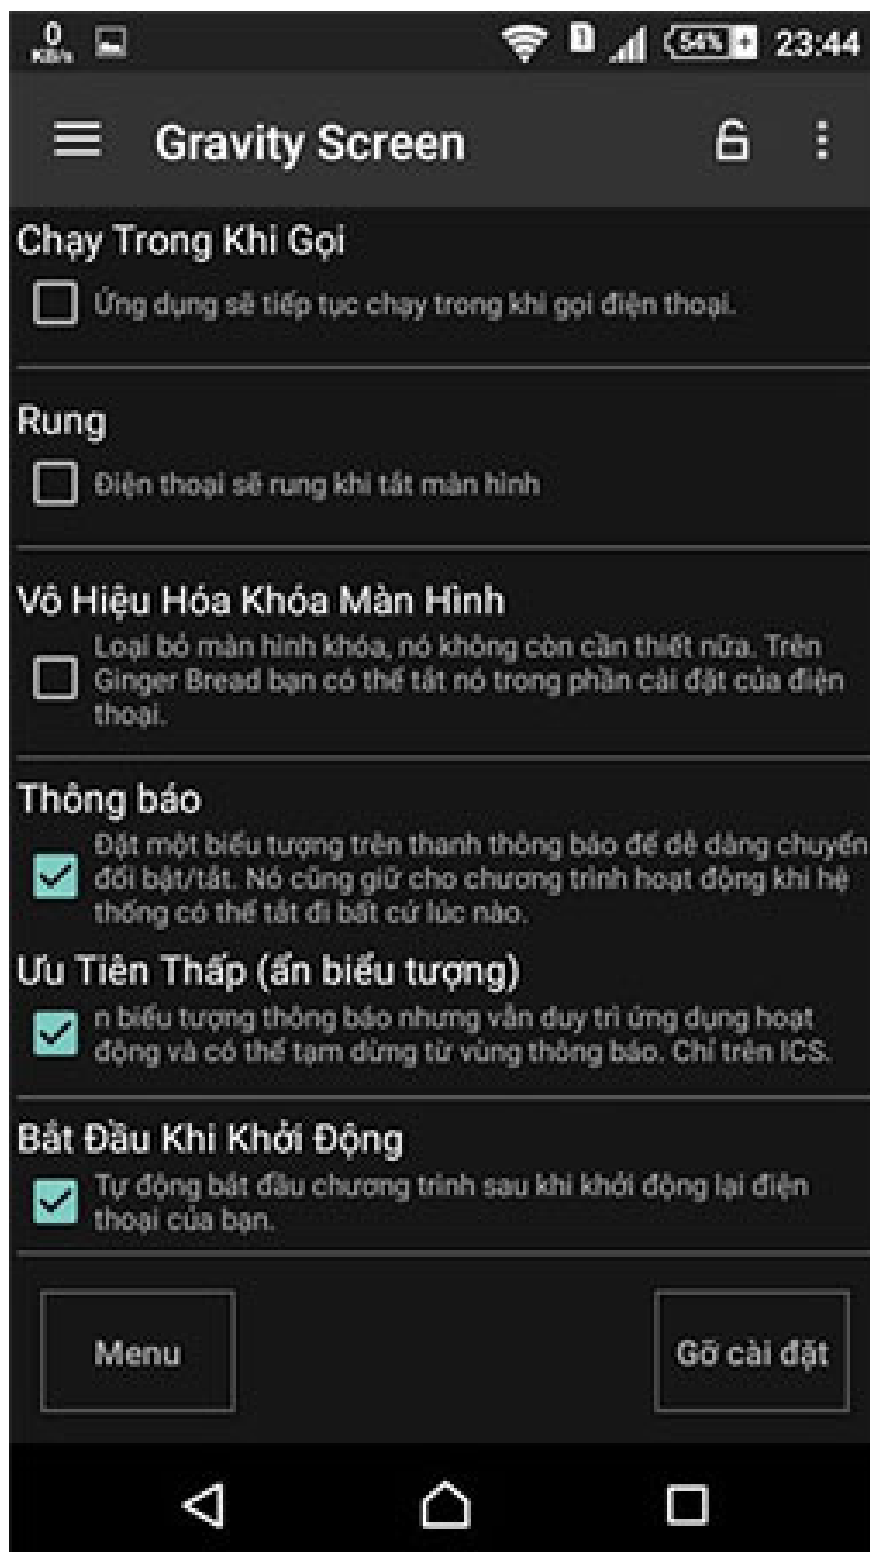 0
KB/s
1
54%
23:44
Gravity Screen
Chạy Trong Khi Gọi
Ứng dụng sẽ tiếp tục chạy trong khi gọi điện thoại.
Rung
Điện thoại sẽ rung khi tắt màn hình
Vô Hiệu Hóa Khóa Màn Hình
Loại bỏ màn hình khóa, nó không còn cần thiết nữa. Trên
Ginger Bread bạn có thể tắt nó trong phần cài đặt của điện
thoại.
Thông báo
Đặt một biểu tượng trên thanh thông báo để dễ dàng chuyển
đổi bật/tắt. Nó cũng giữ cho chương trình hoạt động khi hệ
thống có thể tắt đi bất cứ lúc nào.
Ưu Tiên Thấp (ẩn biểu tượng)
n biểu tượng thông báo nhưng vẫn duy trì ứng dụng hoạt
động và có thể tạm dừng từ vùng thông báo. Chỉ trên ICS.
Bắt Đầu Khi Khởi Động
Tự động bắt đầu chương trình sau khi khởi động lại điện
thoại của bạn.
Menu
Gỡ cài đặt